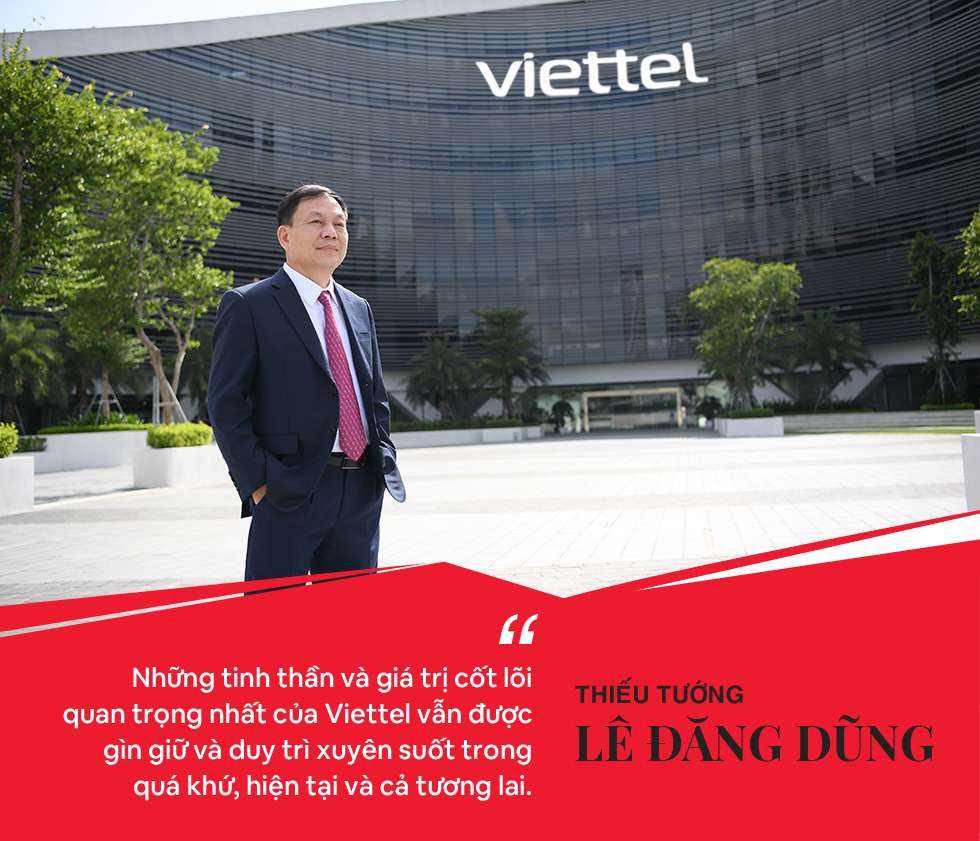 viettel
“
Những tinh thần và giá trị cốt lõi
quan trọng nhất của Viettel vẫn được
gìn giữ và duy trì xuyên suốt trong
quá khứ, hiện tại và cả tương lai.
THIẾU TƯỚNG
LÊ ĐĂNG DŨNG